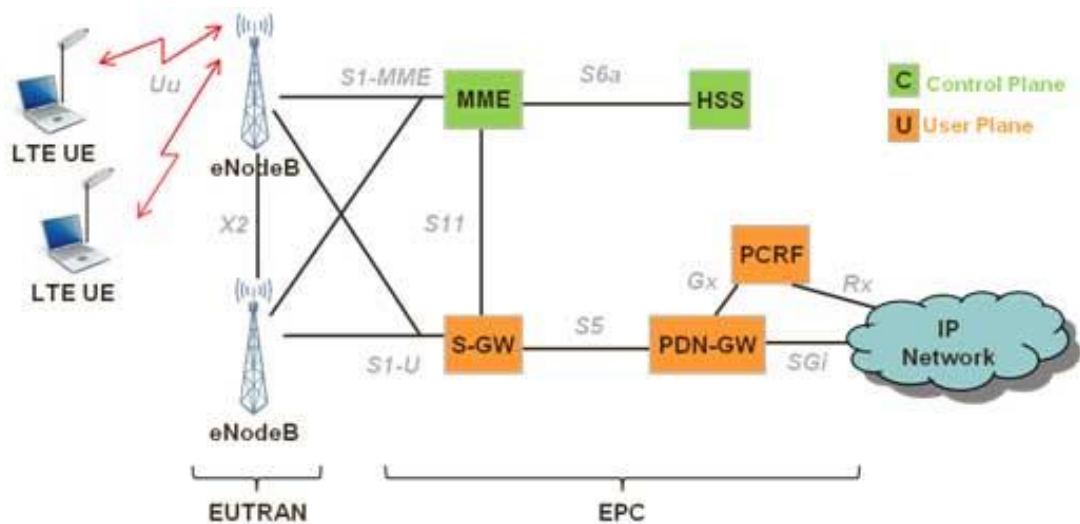 Uu
S1-MME
MME
S6a
HSS
C Control Plane
U User Plane
LTE UE
eNodeB
X2
S11
LTE UE
PCRF
Gx
Rx
S-GW
S5
PDN-GW
SGi
IP
Network
S1-U
eNodeB
EUTRAN
EPC